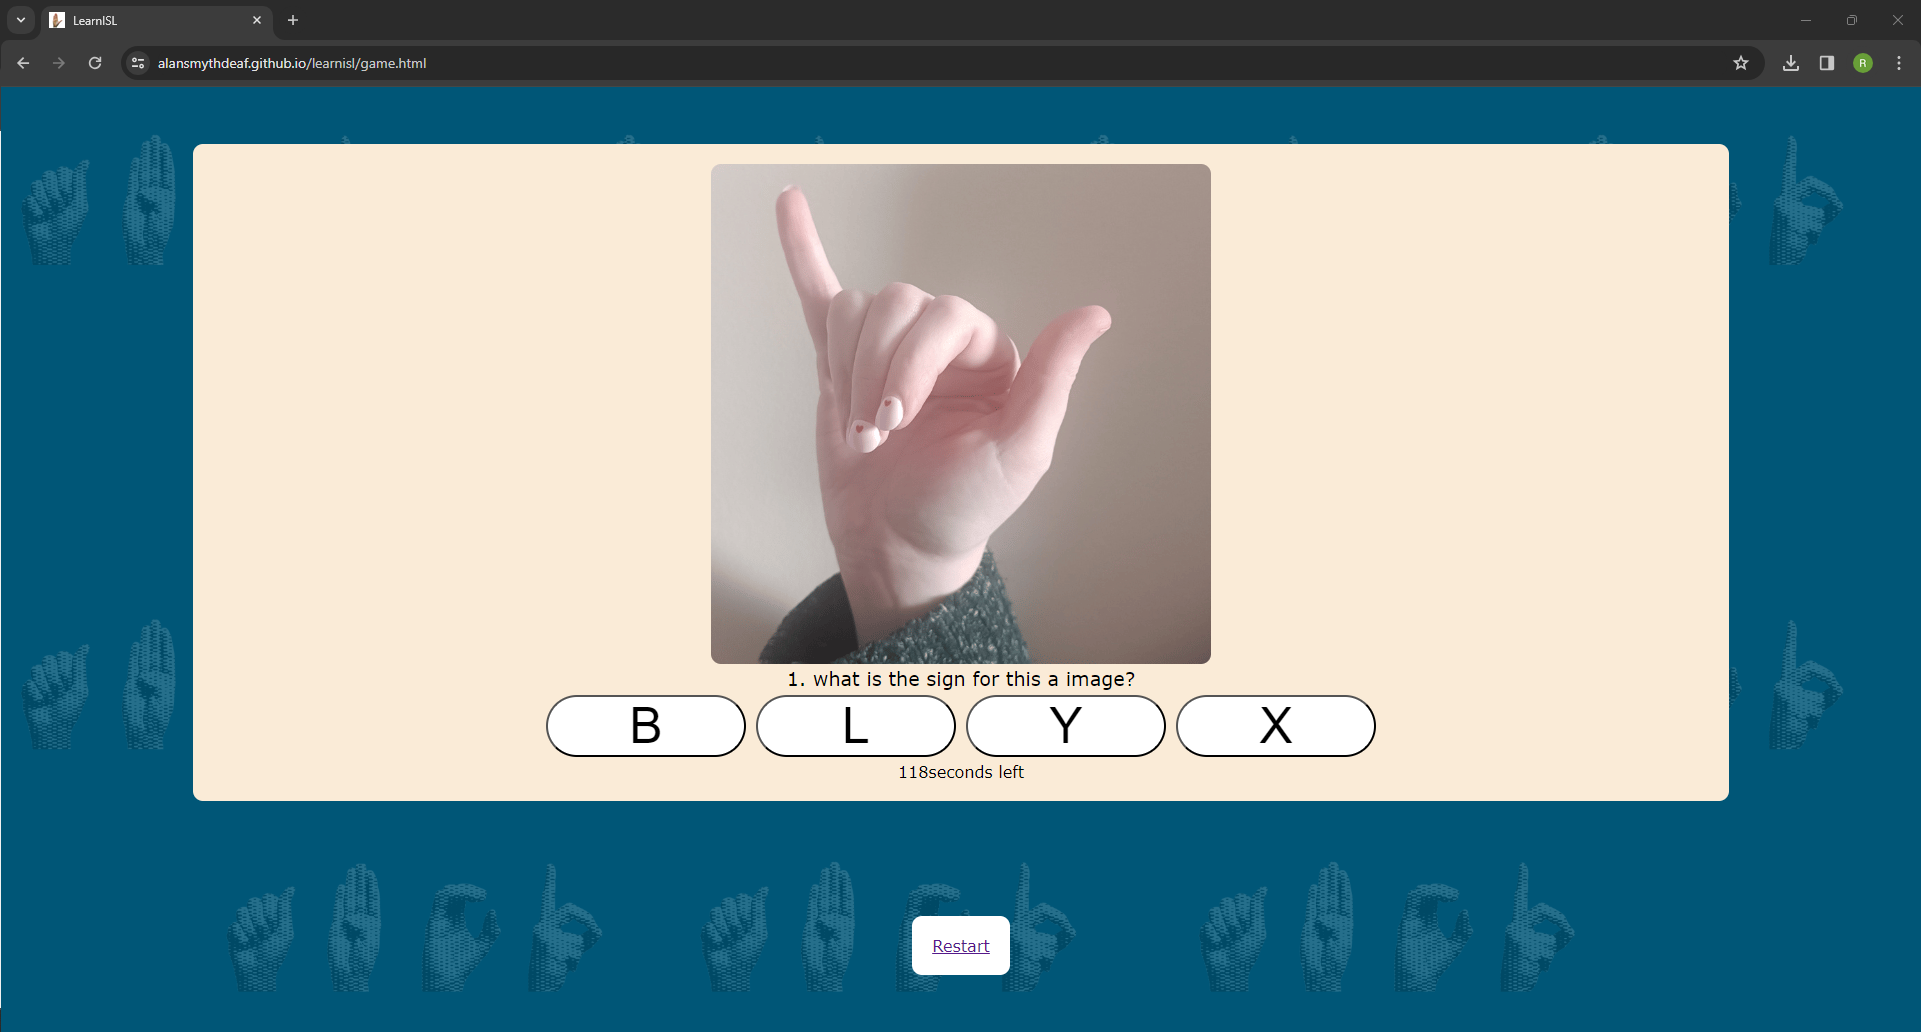 LearnISL
alansmythdeaf.github.io/learnisl/game.html
R
1. what is the sign for this a image?
B L Y X
118seconds left
Restart